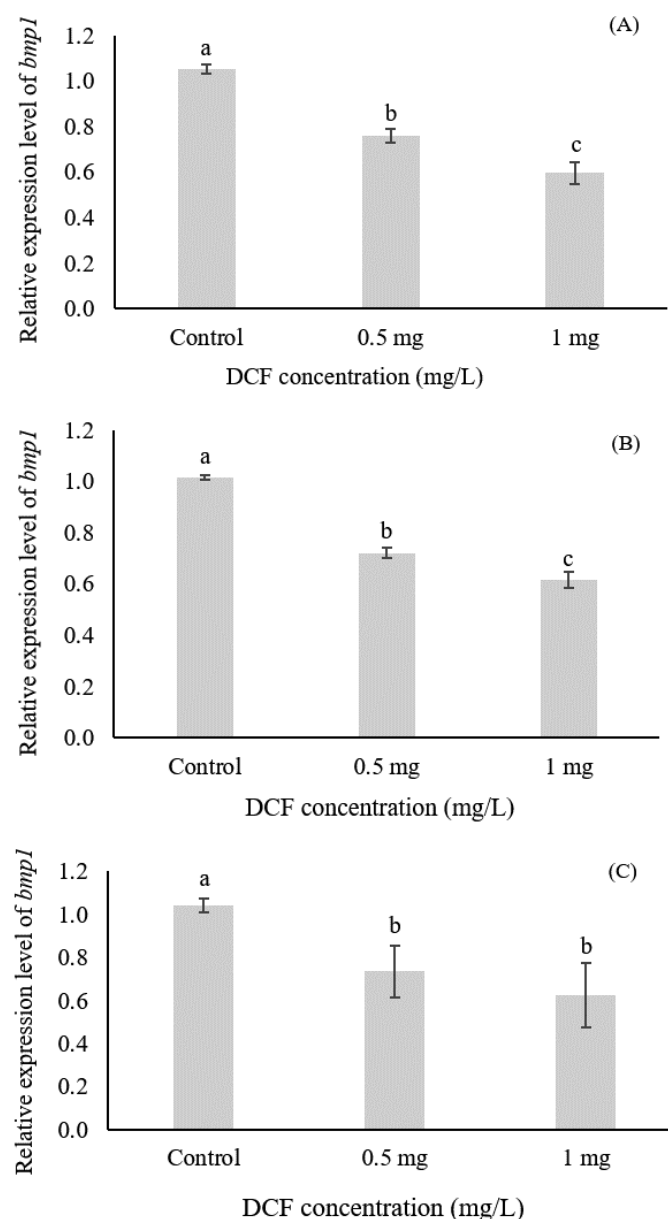 (A)
Relative expression level of bmp1
1.2
1.0
0.8
0.6
0.4
0.2
0.0
a
b
c
Control 0.5 mg 1 mg
DCF concentration (mg/L)
(B)
Relative expression level of bmp1
1.2
1.0
0.8
0.6
0.4
0.2
0.0
a
b
c
Control 0.5 mg 1 mg
DCF concentration (mg/L)
(C)
Relative expression level of bmp1
1.2
1.0
0.8
0.6
0.4
0.2
0.0
a
b
b
Control 0.5 mg 1 mg
DCF concentration (mg/L)